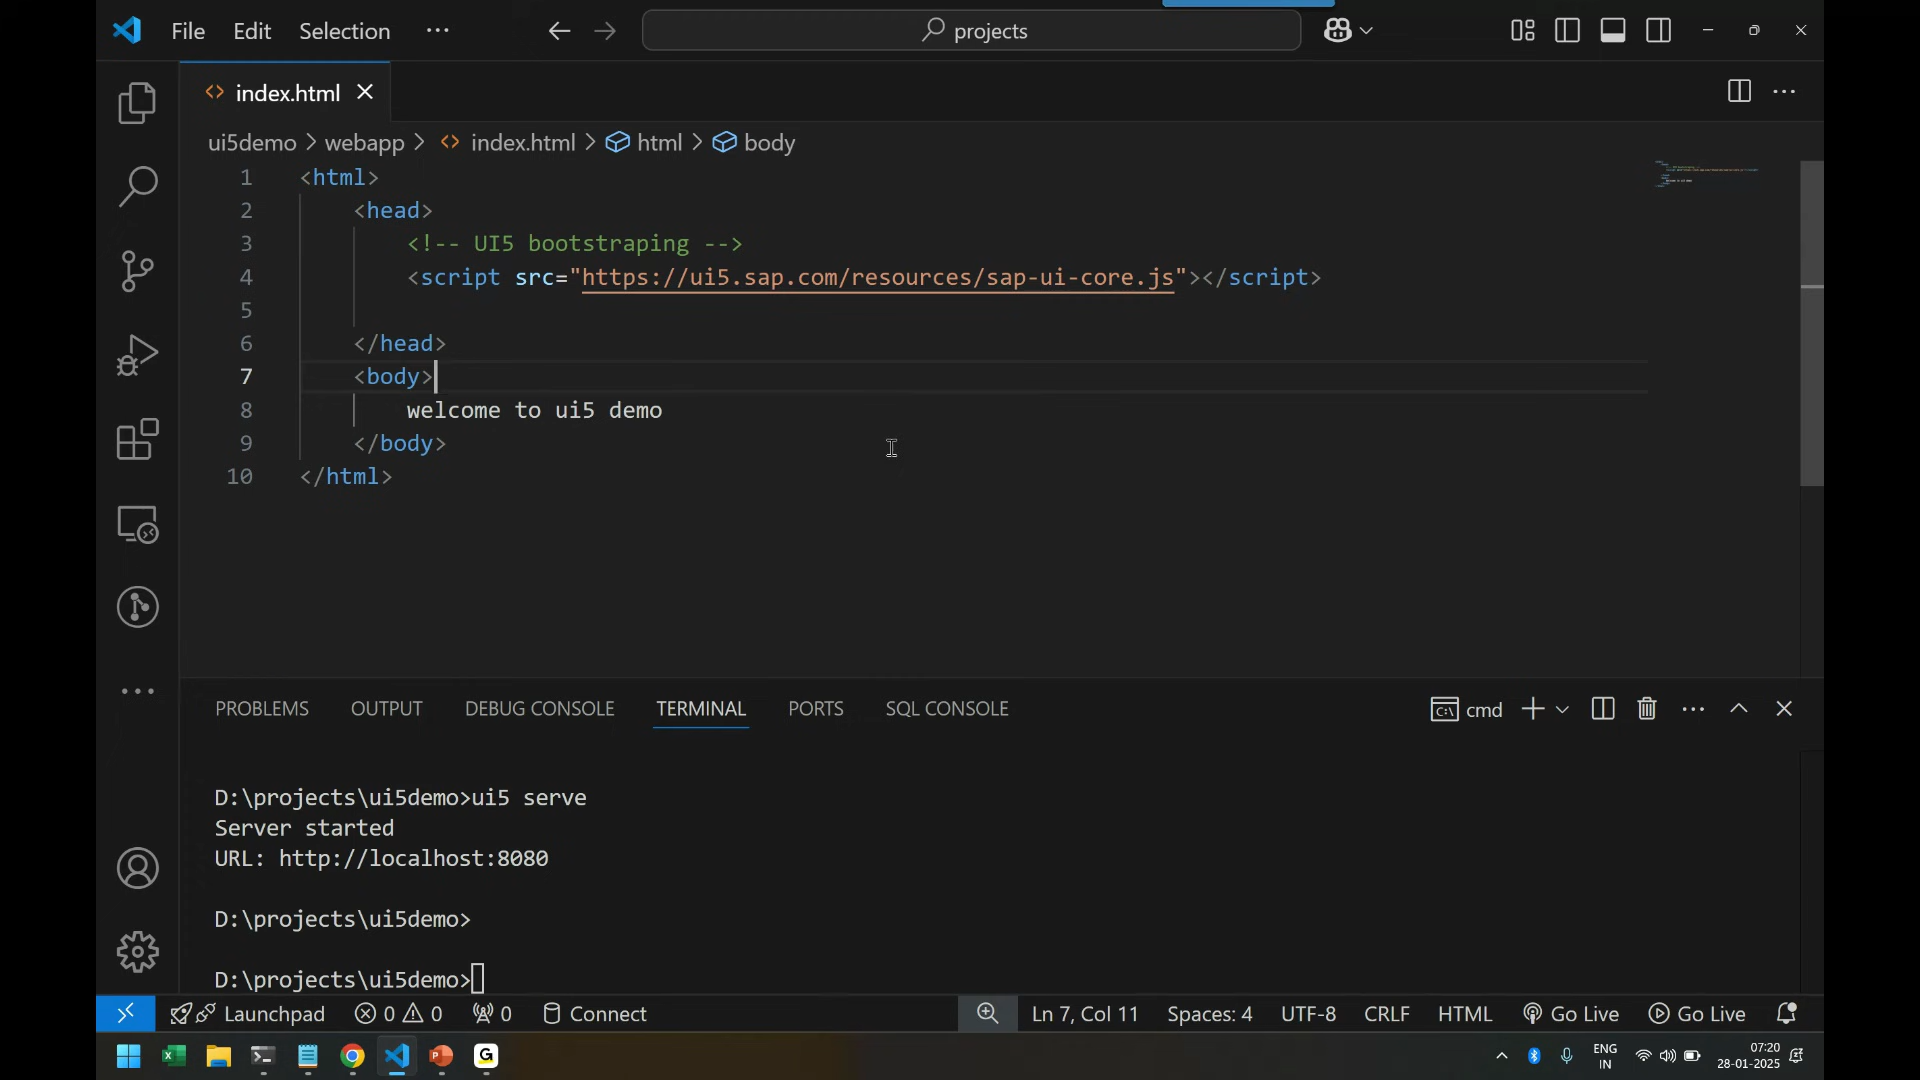 File Edit Selection ··· projects
index.html
ui5demo > webapp > index.html > html > body
1 <html>
2 <head>
3 <!-- UI5 bootstraping -->
4 <script src="https://ui5.sap.com/resources/sap-ui-core.js"></script>
5
6 </head>
7 <body>
8 welcome to ui5 demo
9 </body>
10 </html>
PROBLEMS OUTPUT DEBUG CONSOLE TERMINAL PORTS SQL CONSOLE cmd
D:\projects\ui5demo>ui5 serve
Server started
URL: http://localhost:8080
D:\projects\ui5demo>
D:\projects\ui5demo>
Launchpad 0 0 0 Connect Ln 7, Col 11 Spaces: 4 UTF-8 CRLF HTML Go Live Go Live
ENG 07:20
IN 28-01-2025